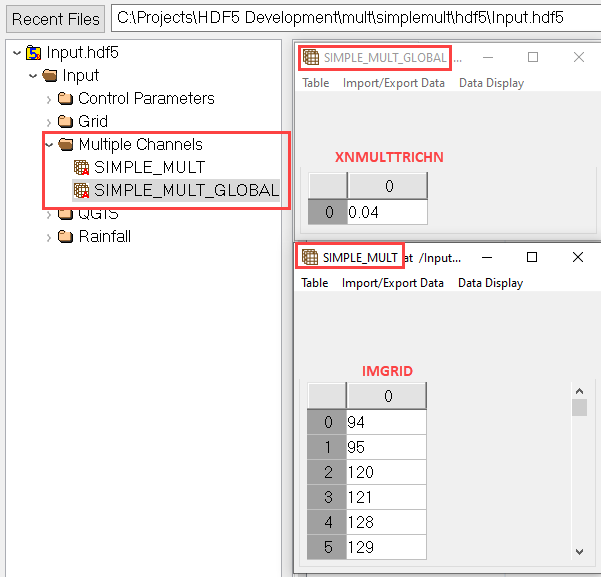 Recent Files
C:\Projects\HDF5 Development\mult\simplemult\hdf5\Input.hdf5
Input.hdf5
Input
Control Parameters
Grid
Multiple Channels
SIMPLE_MULT
SIMPLE_MULT_GLOBAL
QGIS
Rainfall
SIMPLE_MULT_GLOBAL ...
Table Import/Export Data Data Display
XNMULTTRICHN
0
0 0.04
SIMPLE_MULT at /Input...
Table Import/Export Data Data Display
IMGRID
0
0 94
1 95
2 120
3 121
4 128
5 129